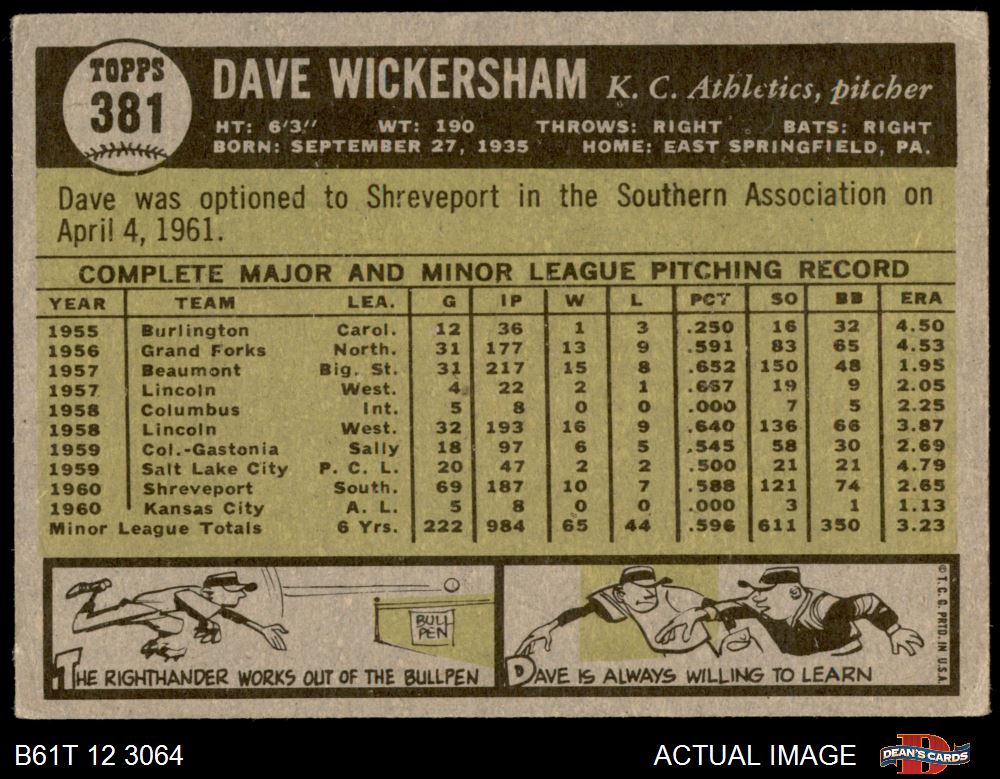 TOPPS
381
DAVE WICKERSHAM K. C. Athletics, pitcher
HT: 6'3" WT: 190 THROWS: RIGHT BATS: RIGHT
BORN: SEPTEMBER 27, 1935 HOME: EAST SPRINGFIELD, PA.
Dave was optioned to Shreveport in the Southern Association on
April 4, 1961.
COMPLETE MAJOR AND MINOR LEAGUE PITCHING RECORD
YEAR TEAM LEA. G IP W L PCT SO BB ERA
1955 Burlington Carol. 12 36 1 3 .250 16 32 4.50
1956 Grand Forks North. 31 177 13 9 .591 83 65 4.53
1957 Beaumont Big. St. 31 217 15 8 .652 150 48 1.95
1957 Lincoln West. 4 22 2 1 .667 19 9 2.05
1958 Columbus Int. 5 8 0 0 .000 7 5 2.25
1958 Lincoln West. 32 193 16 9 .640 136 66 3.87
1959 Col.-Gastonia Sally 18 97 6 5 .545 58 30 2.69
1959 Salt Lake City P. C. L. 20 47 2 2 .500 21 21 4.79
1960 Shreveport South. 69 187 10 7 .588 121 74 2.65
1960 Kansas City A. L. 5 8 0 0 .000 3 1 1.13
Minor League Totals 6 Yrs. 222 984 65 44 .596 611 350 3.23
BULL
PEN
THE RIGHTHANDER WORKS OUT OF THE BULLPEN
DAVE IS ALWAYS WILLING TO LEARN
© T. C. G. PRTD. IN U.S.A.
B61T 12 3064 ACTUAL IMAGE
DEAN'S CARDS